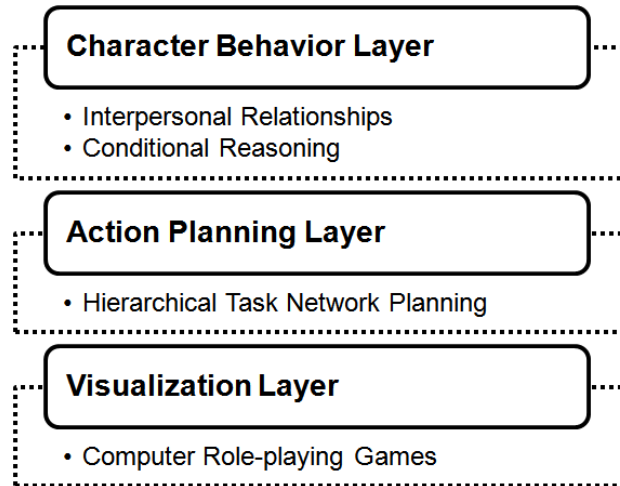 Character Behavior Layer
• Interpersonal Relationships
• Conditional Reasoning
Action Planning Layer
• Hierarchical Task Network Planning
Visualization Layer
• Computer Role-playing Games